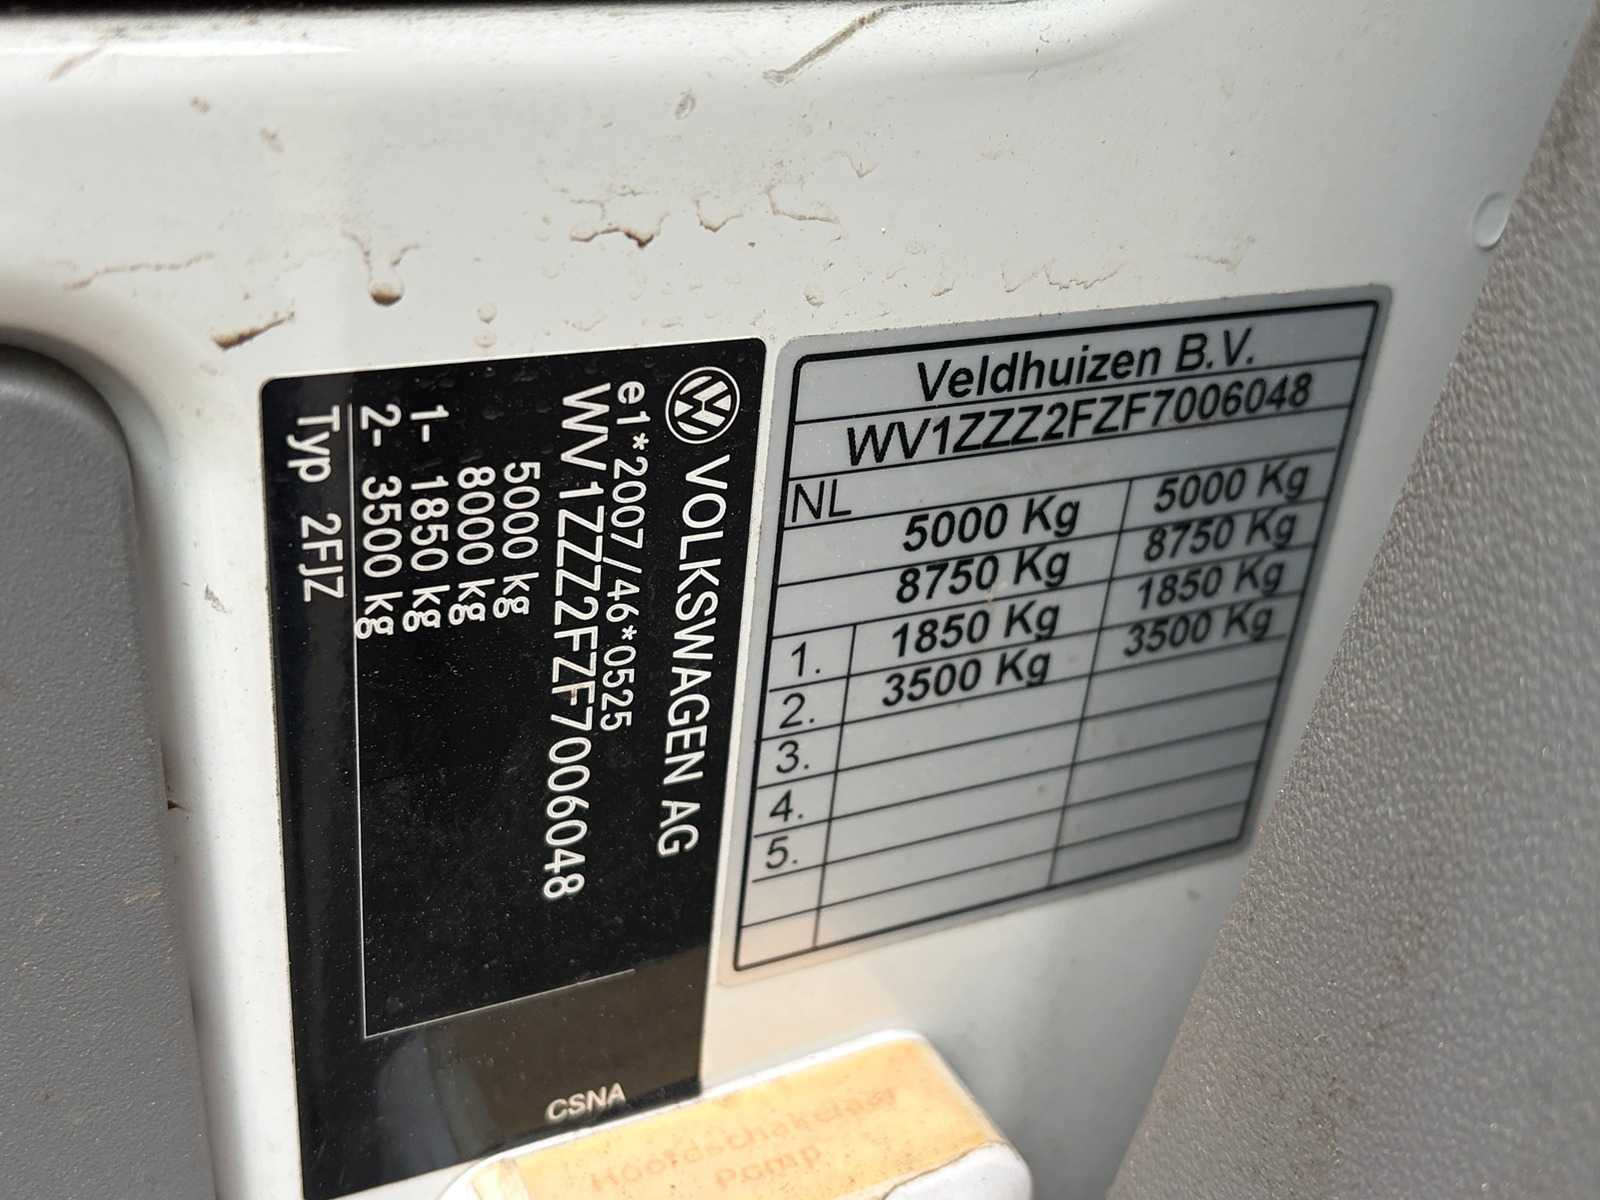 VOLKSWAGEN AG
e1*2007/46*0525
WV1ZZZ2FZF7006048
5000 kg
8000 kg
1- 1850 kg
2- 3500 kg
Typ 2FJZ
CSNA
Veldhuizen B.V.
WV1ZZZ2FZF7006048
NL
5000 Kg 5000 Kg
8750 Kg 8750 Kg
1. 1850 Kg 1850 Kg
2. 3500 Kg 3500 Kg
3.
4.
5.
Hoofdschakelaar
Pomp